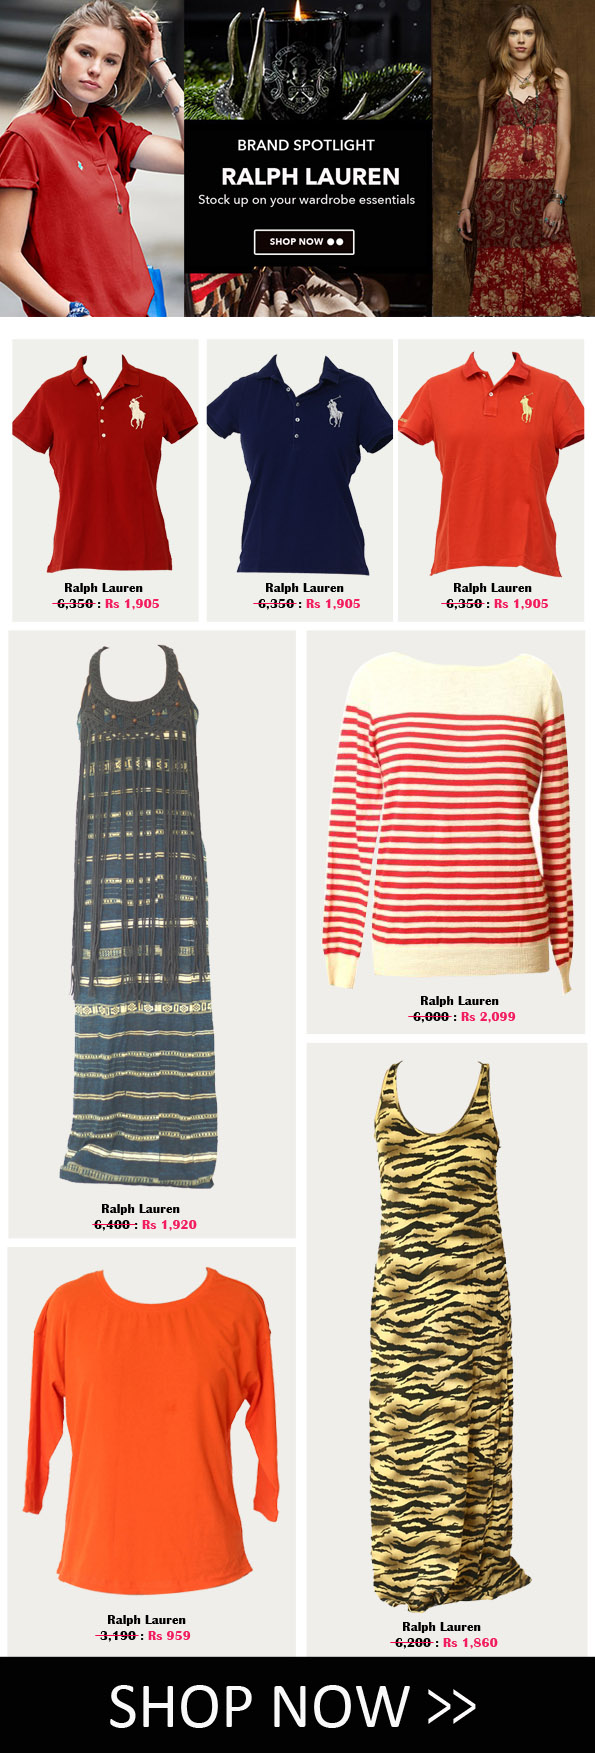 BRAND SPOTLIGHT
RALPH LAUREN
Stock up on your wardrobe essentials
SHOP NOW
Ralph Lauren
6,350 : Rs 1,905
Ralph Lauren
6,350 : Rs 1,905
Ralph Lauren
6,350 : Rs 1,905
Ralph Lauren
6,400 : Rs 1,920
Ralph Lauren
6,000 : Rs 2,099
Ralph Lauren
3,190 : Rs 959
Ralph Lauren
6,200 : Rs 1,860
SHOP NOW >>